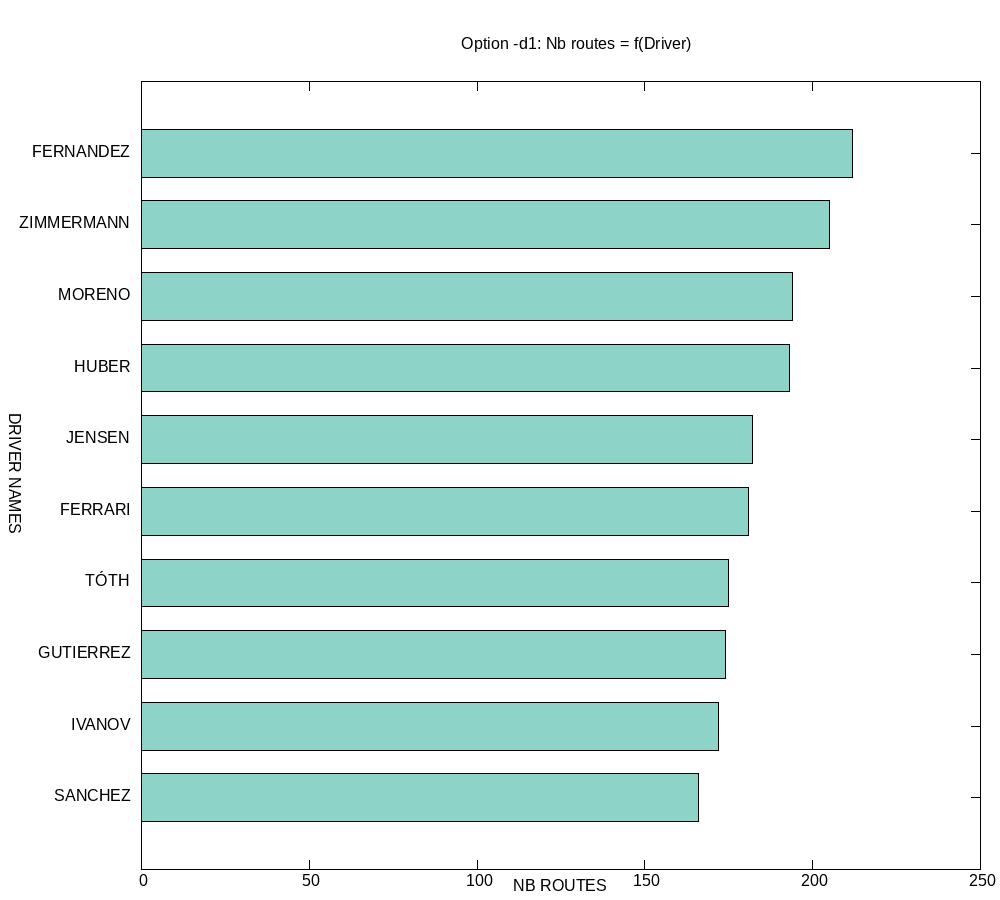 Option -d1: Nb routes = f(Driver)
FERNANDEZ
ZIMMERMANN
MORENO
HUBER
JENSEN
FERRARI
TÓTH
GUTIERREZ
IVANOV
SANCHEZ
DRIVER NAMES
0 50 100 150 200 250
NB ROUTES